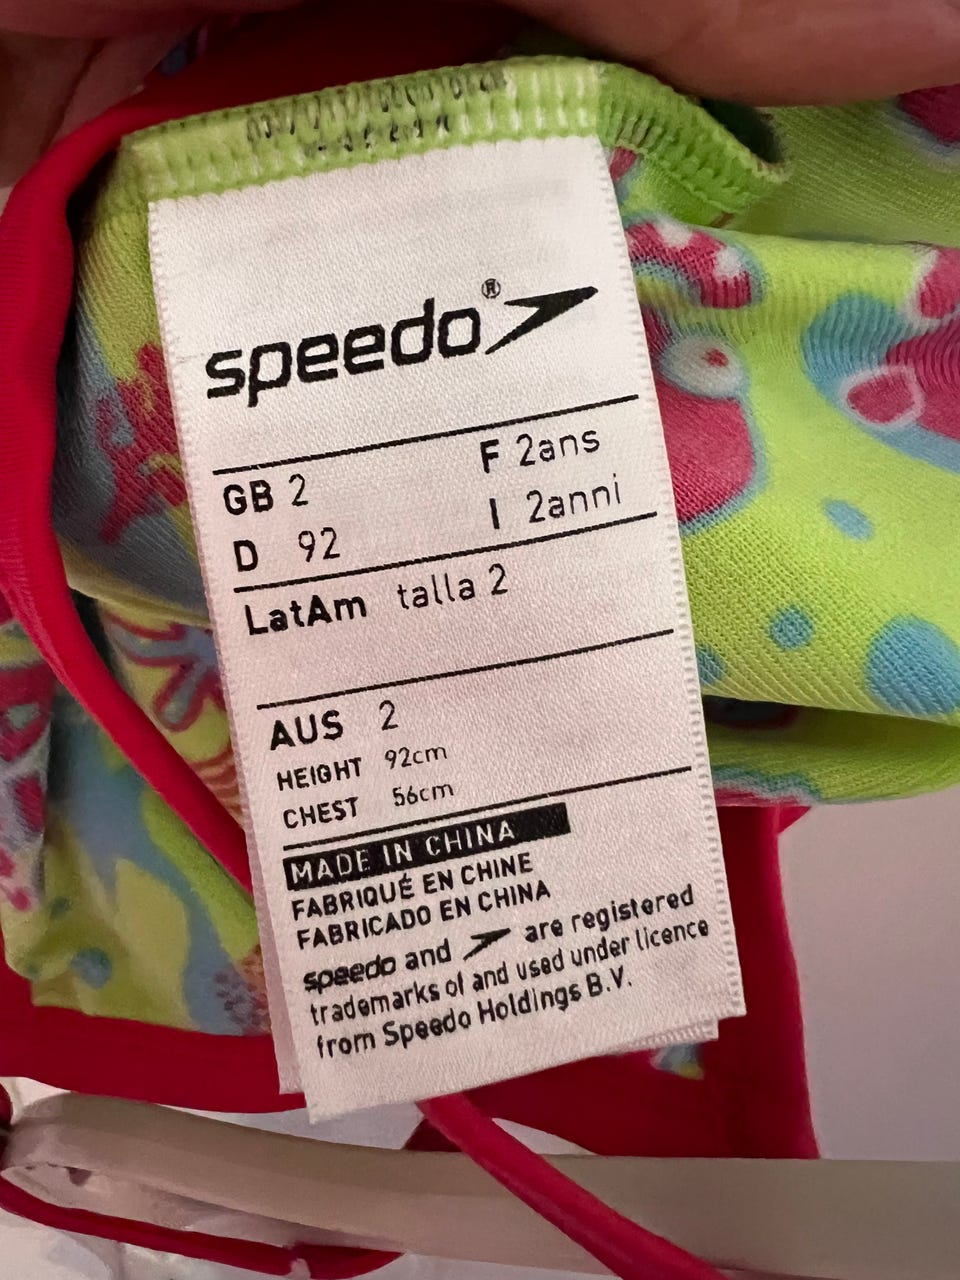 speedo®
GB 2 F 2ans
D 92 I 2anni
LatAm talla 2
AUS 2
HEIGHT 92cm
CHEST 56cm
MADE IN CHINA
FABRIQUÉ EN CHINE
FABRICADO EN CHINA
speedo and are registered
trademarks of and used under licence
from Speedo Holdings B.V.